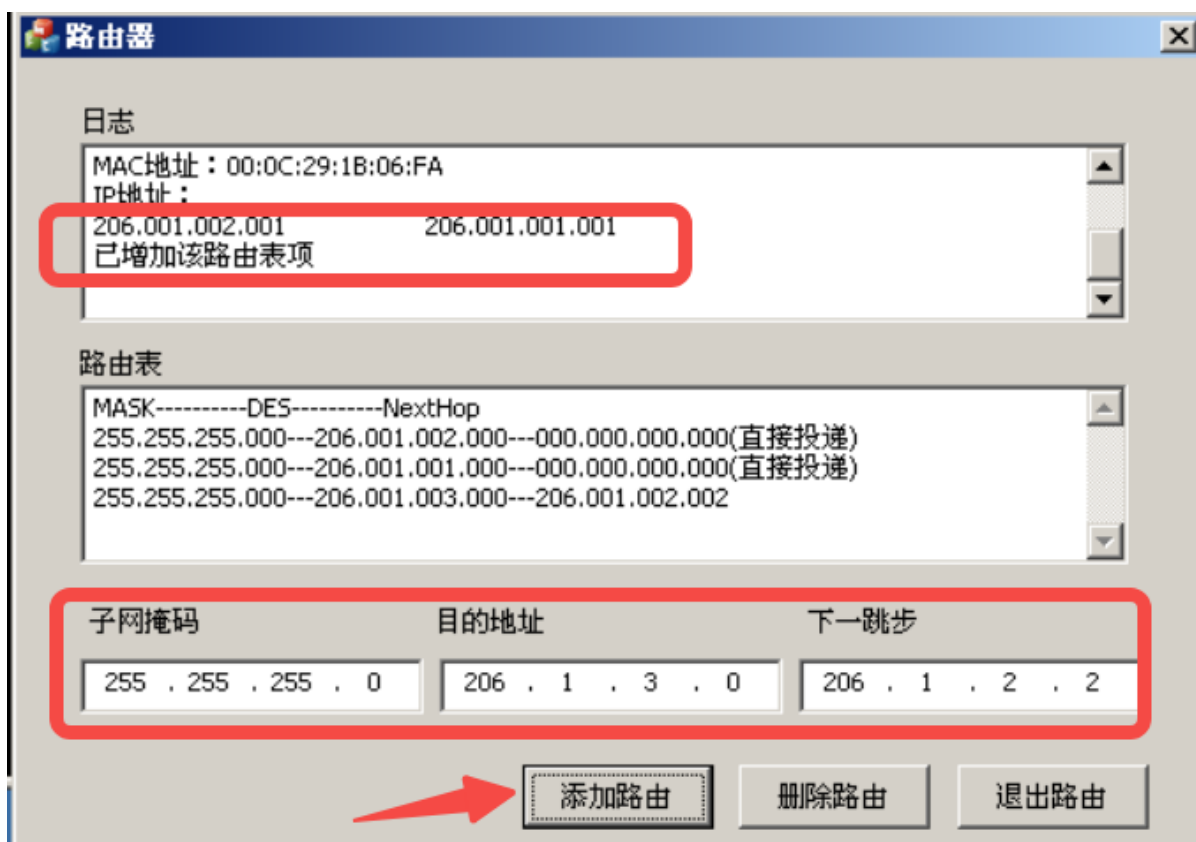 路由器
日志
MAC地址：00:0C:29:1B:06:FA
IP地址：
206.001.002.001 206.001.001.001
已增加该路由表项
路由表
MASK----------DES----------NextHop
255.255.255.000---206.001.002.000---000.000.000.000(直接投递)
255.255.255.000---206.001.001.000---000.000.000.000(直接投递)
255.255.255.000---206.001.003.000---206.001.002.002
子网掩码 目的地址 下一跳步
255 . 255 . 255 . 0 206 . 1 . 3 . 0 206 . 1 . 2 . 2
添加路由 删除路由 退出路由